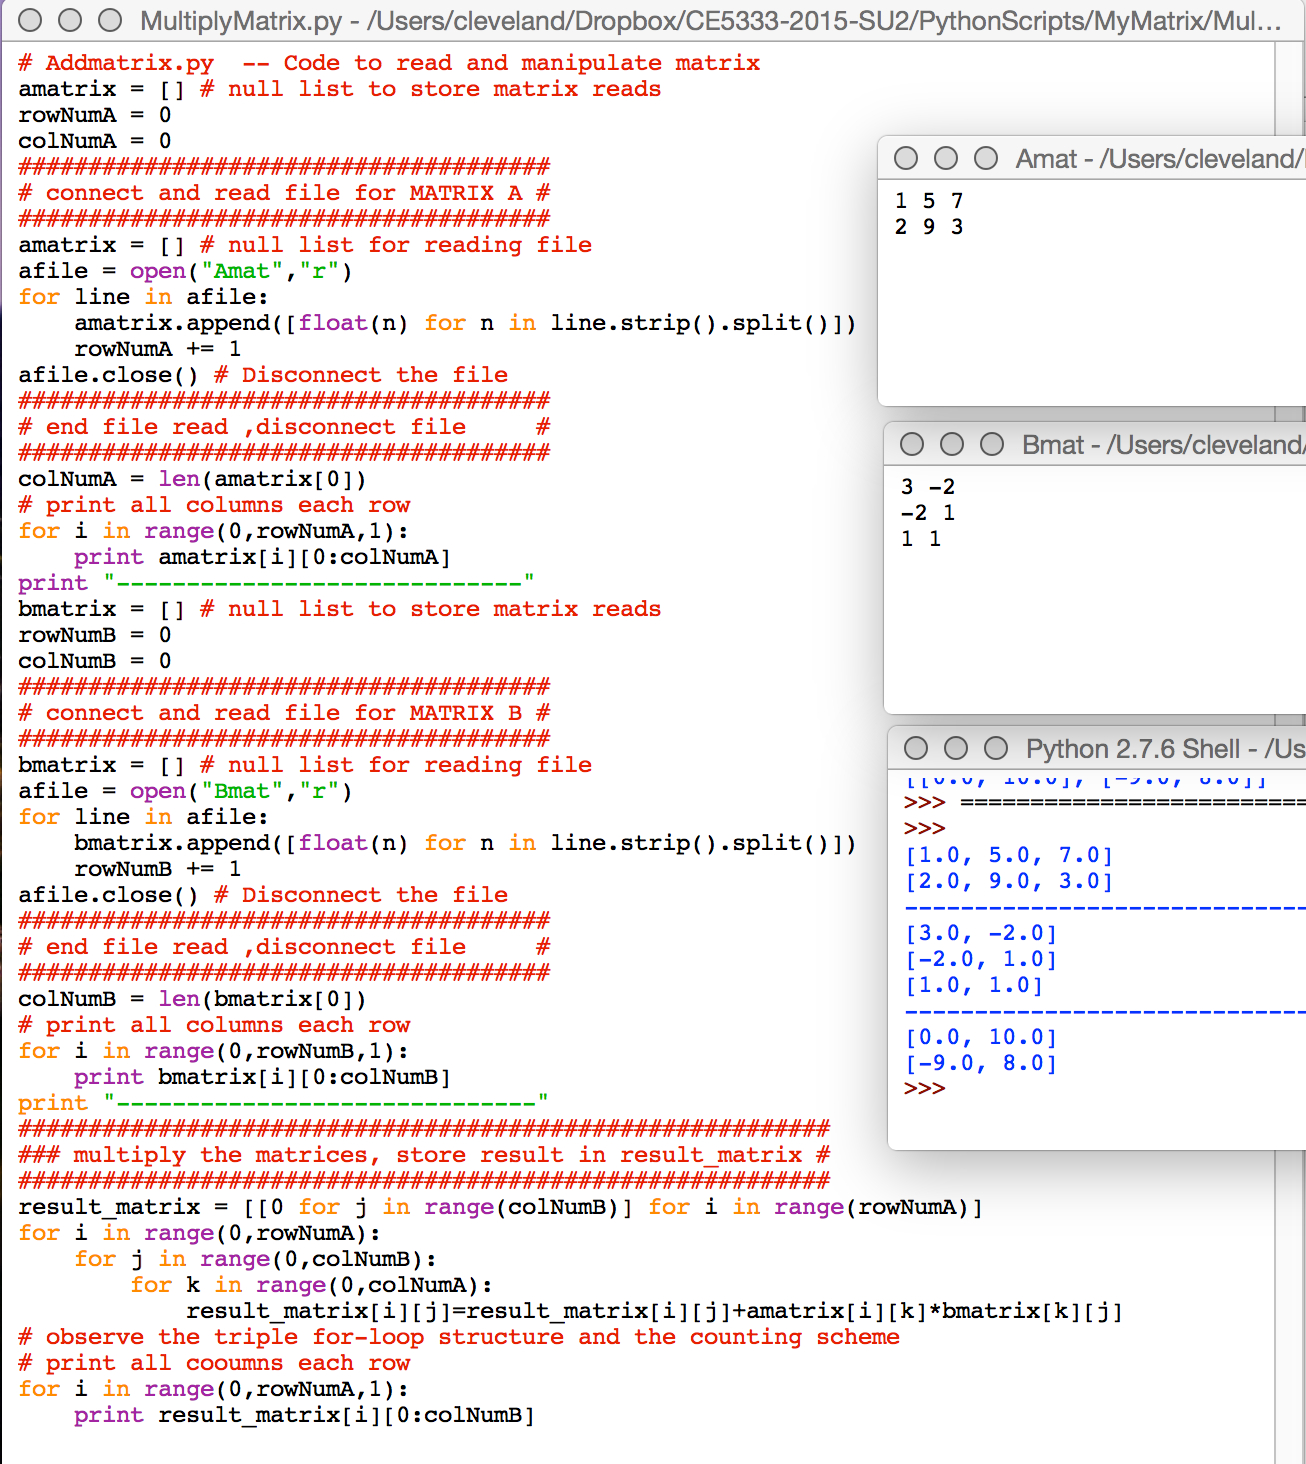 MultiplyMatrix.py - /Users/cleveland/Dropbox/CE5333-2015-SU2/PythonScripts/MyMatrix/Mul...
# Addmatrix.py  -- Code to read and manipulate matrix
amatrix = [] # null list to store matrix reads
rowNumA = 0
colNumA = 0
######################################
# connect and read file for MATRIX A #
######################################
amatrix = [] # null list for reading file
afile = open("Amat","r")
for line in afile:
    amatrix.append([float(n) for n in line.strip().split()])
    rowNumA += 1
afile.close() # Disconnect the file
######################################
# end file read ,disconnect file     #
######################################
colNumA = len(amatrix[0])
# print all columns each row
for i in range(0,rowNumA,1):
    print amatrix[i][0:colNumA]
print "-----------------------------"
bmatrix = [] # null list to store matrix reads
rowNumB = 0
colNumB = 0
######################################
# connect and read file for MATRIX B #
######################################
bmatrix = [] # null list for reading file
afile = open("Bmat","r")
for line in afile:
    bmatrix.append([float(n) for n in line.strip().split()])
    rowNumB += 1
afile.close() # Disconnect the file
######################################
# end file read ,disconnect file     #
######################################
colNumB = len(bmatrix[0])
# print all columns each row
for i in range(0,rowNumB,1):
    print bmatrix[i][0:colNumB]
print "------------------------------"
##########################################################
### multiply the matrices, store result in result_matrix #
##########################################################
result_matrix = [[0 for j in range(colNumB)] for i in range(rowNumA)]
for i in range(0,rowNumA):
    for j in range(0,colNumB):
        for k in range(0,colNumA):
            result_matrix[i][j]=result_matrix[i][j]+amatrix[i][k]*bmatrix[k][j]
# observe the triple for-loop structure and the counting scheme
# print all cooumns each row
for i in range(0,rowNumA,1):
    print result_matrix[i][0:colNumB]
Amat - /Users/cleveland/
1 5 7
2 9 3
Bmat - /Users/cleveland/
3 -2
-2 1
1 1
Python 2.7.6 Shell - /Us
[[0.0, 10.0], [-9.0, 8.0]]
>>> =========================
>>>
[1.0, 5.0, 7.0]
[2.0, 9.0, 3.0]
-----------------------------
[3.0, -2.0]
[-2.0, 1.0]
[1.0, 1.0]
-----------------------------
[0.0, 10.0]
[-9.0, 8.0]
>>>